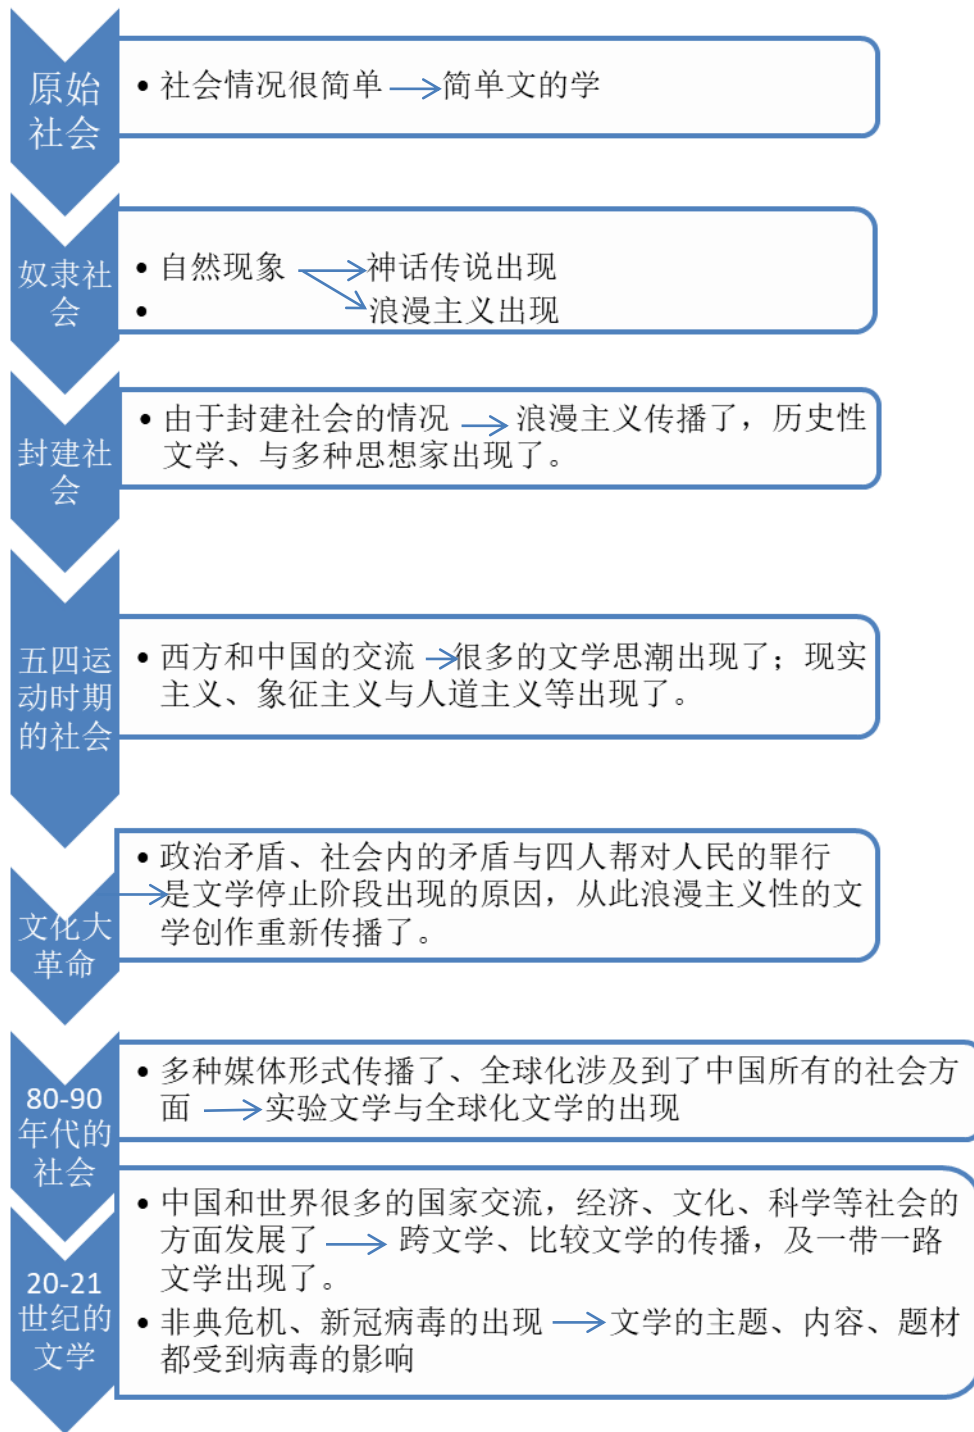 原始
社会
• 社会情况很简单 → 简单文的学
奴隶社
会
• 自然现象 → 神话传说出现
• 浪漫主义出现
封建社
会
• 由于封建社会的情况 → 浪漫主义传播了，历史性
文学、与多种思想家出现了。
五四运
动时期
的社会
• 西方和中国的交流 → 很多的文学思潮出现了；现实
主义、象征主义与人道主义等出现了。
文化大
革命
• 政治矛盾、社会内的矛盾与四人帮对人民的罪行
→ 是文学停止阶段出现的原因，从此浪漫主义性的文
学创作重新传播了。
80-90
年代的
社会
• 多种媒体形式传播了、全球化涉及到了中国所有的社会方
面 → 实验文学与全球化文学的出现
20-21
世纪的
文学
• 中国和世界很多的国家交流，经济、文化、科学等社会的
方面发展了 → 跨文学、比较文学的传播，及一带一路
文学出现了。
• 非典危机、新冠病毒的出现 → 文学的主题、内容、题材
都受到病毒的影响